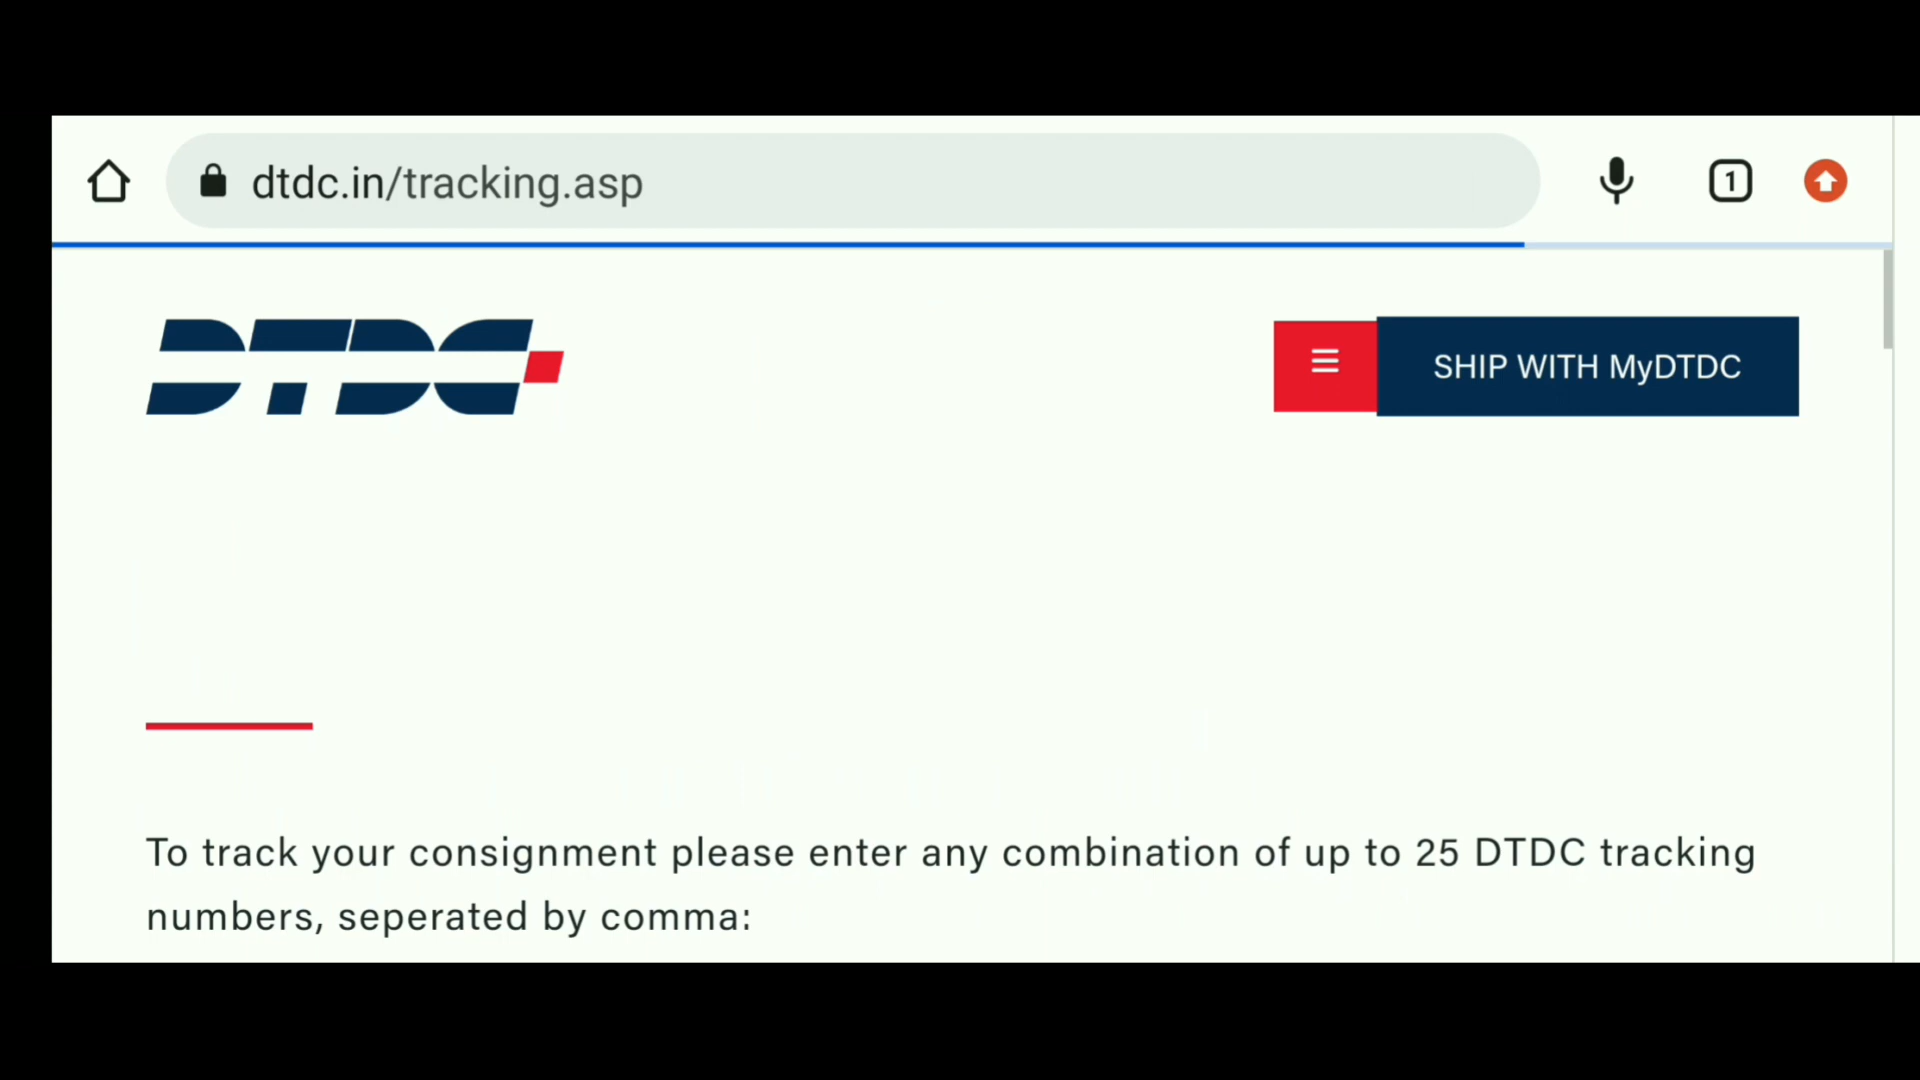 dtdc.in/tracking.asp
1
DTDC
SHIP WITH MyDTDC
To track your consignment please enter any combination of up to 25 DTDC tracking
numbers, seperated by comma: